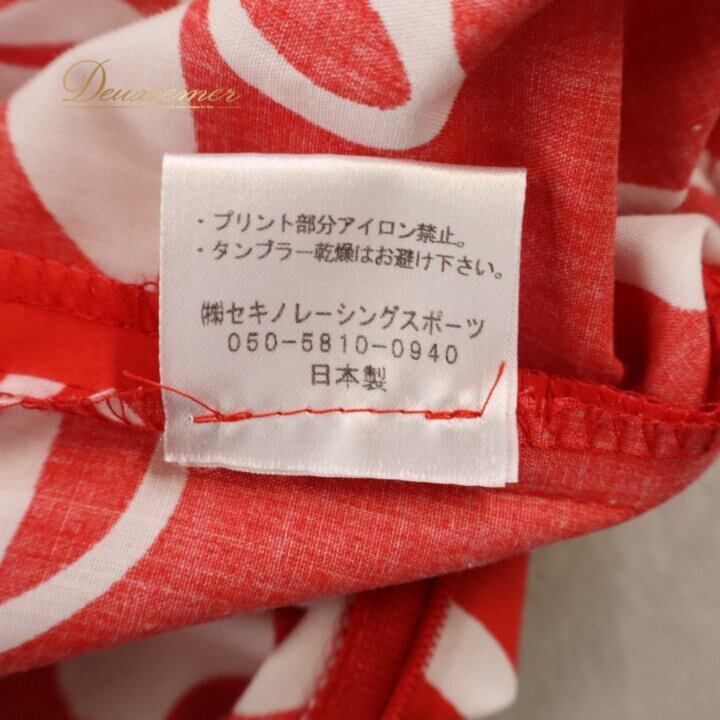 Deuxiemer
・プリント部分アイロン禁止。
・タンブラー乾燥はお避け下さい。
㈱セキノレーシングスポーツ
050-5810-0940
日本製